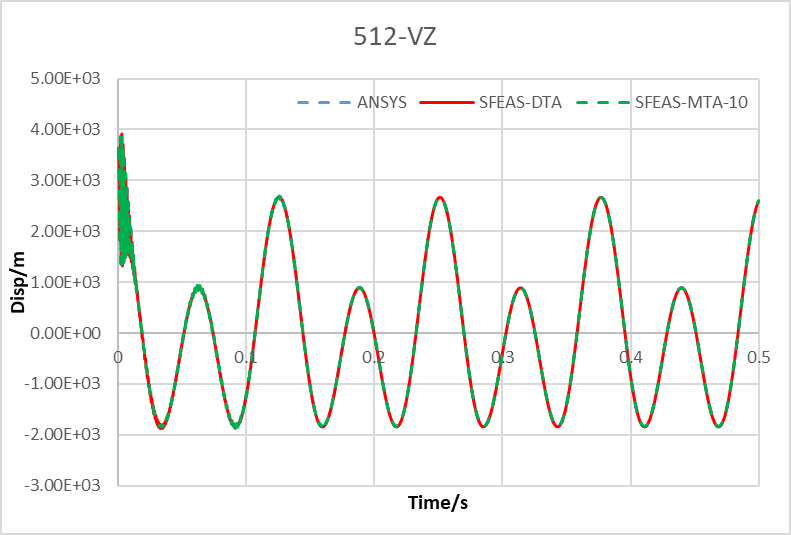 512-VZ
5.00E+03
ANSYS SFEAS-DTA SFEAS-MTA-10
4.00E+03
3.00E+03
2.00E+03
1.00E+03
0.00E+00
0 0.1 0.2 0.3 0.4 0.5
-1.00E+03
-2.00E+03
-3.00E+03
Disp/m
Time/s